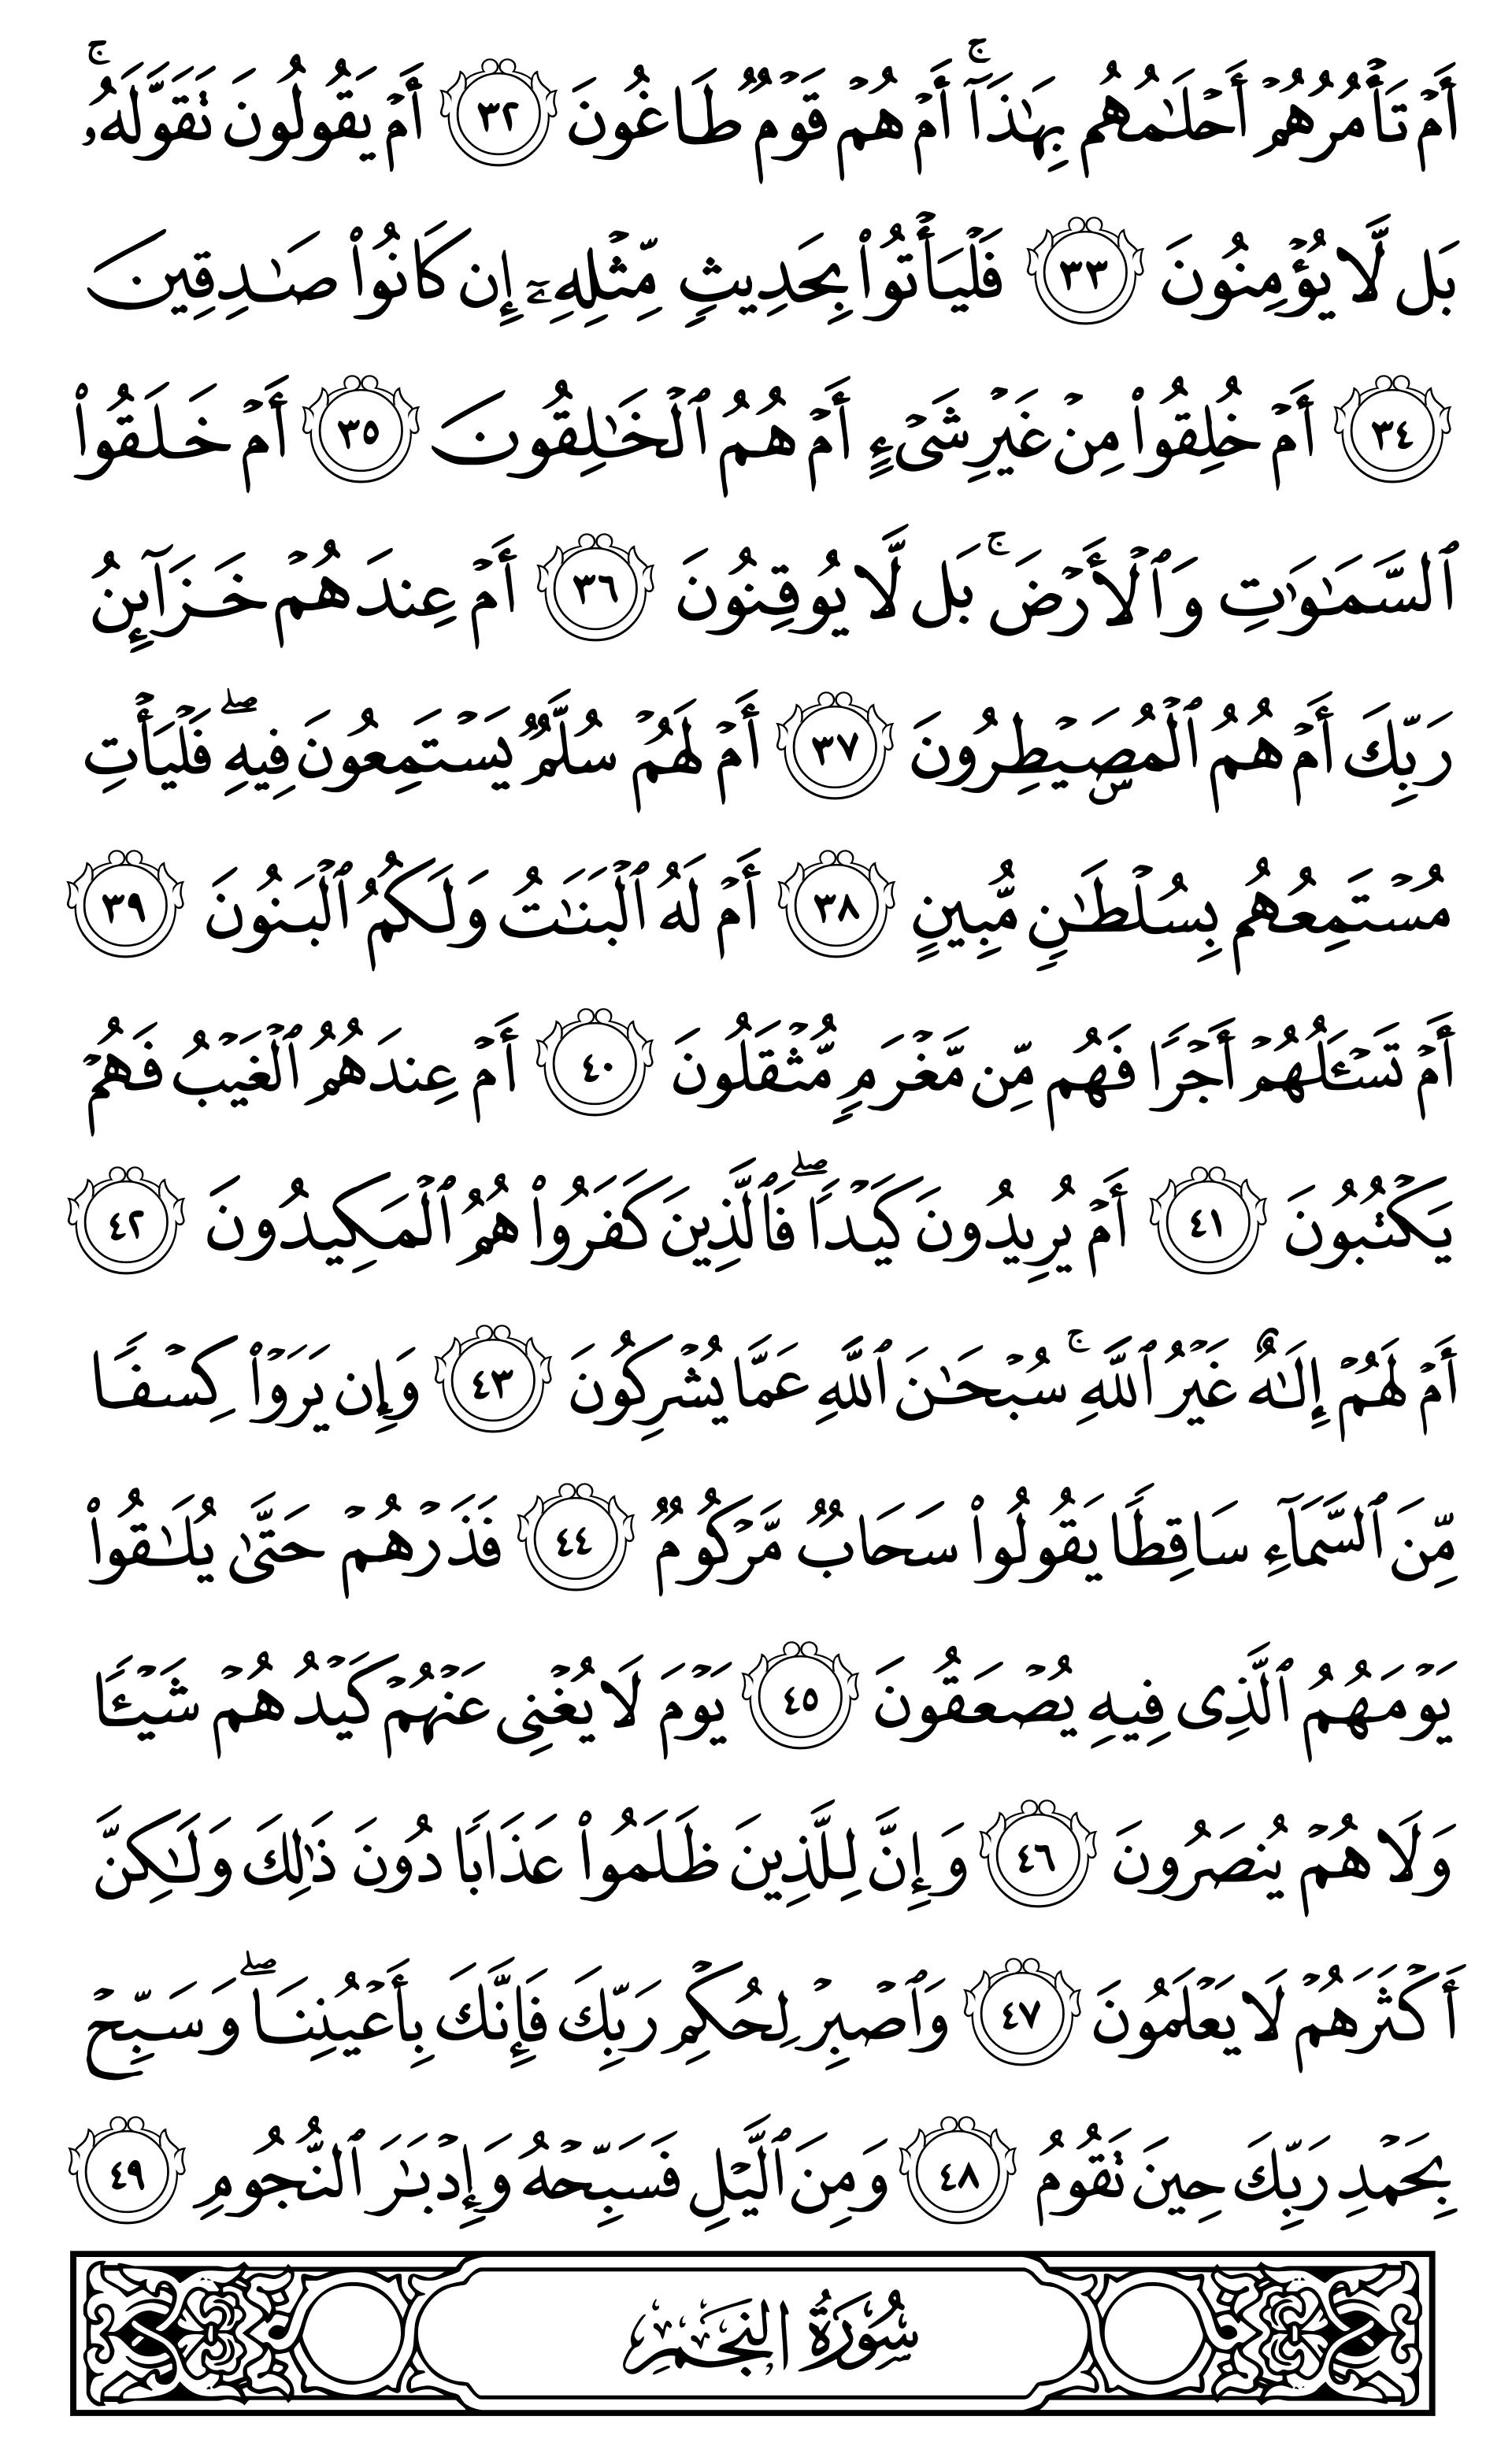 أَمْ تَأْمُرُهُمْ أَحْلَٰمُهُم بِهَٰذَآ ۚ أَمْ هُمْ قَوْمٌ طَاغُونَ ٣٢ أَمْ يَقُولُونَ تَقَوَّلَهُۥ ۚ
بَل لَّا يُؤْمِنُونَ ٣٣ فَلْيَأْتُوا۟ بِحَدِيثٍ مِّثْلِهِۦٓ إِن كَانُوا۟ صَٰدِقِينَ
٣٤ أَمْ خُلِقُوا۟ مِنْ غَيْرِ شَىْءٍ أَمْ هُمُ ٱلْخَٰلِقُونَ ٣٥ أَمْ خَلَقُوا۟
ٱلسَّمَٰوَٰتِ وَٱلْأَرْضَ ۚ بَل لَّا يُوقِنُونَ ٣٦ أَمْ عِندَهُمْ خَزَآئِنُ
رَبِّكَ أَمْ هُمُ ٱلْمُصَۣيْطِرُونَ ٣٧ أَمْ لَهُمْ سُلَّمٌ يَسْتَمِعُونَ فِيهِ ۖ فَلْيَأْتِ
مُسْتَمِعُهُم بِسُلْطَٰنٍ مُّبِينٍ ٣٨ أَمْ لَهُ ٱلْبَنَٰتُ وَلَكُمُ ٱلْبَنُونَ ٣٩
أَمْ تَسْـَٔلُهُمْ أَجْرًا فَهُم مِّن مَّغْرَمٍ مُّثْقَلُونَ ٤٠ أَمْ عِندَهُمُ ٱلْغَيْبُ فَهُمْ
يَكْتُبُونَ ٤١ أَمْ يُرِيدُونَ كَيْدًا ۖ فَٱلَّذِينَ كَفَرُوا۟ هُمُ ٱلْمَكِيدُونَ ٤٢
أَمْ لَهُمْ إِلَٰهٌ غَيْرُ ٱللَّهِ ۚ سُبْحَٰنَ ٱللَّهِ عَمَّا يُشْرِكُونَ ٤٣ وَإِن يَرَوْا۟ كِسْفًا
مِّنَ ٱلسَّمَآءِ سَاقِطًا يَقُولُوا۟ سَحَابٌ مَّرْكُومٌ ٤٤ فَذَرْهُمْ حَتَّىٰ يُلَٰقُوا۟
يَوْمَهُمُ ٱلَّذِى فِيهِ يُصْعَقُونَ ٤٥ يَوْمَ لَا يُغْنِى عَنْهُمْ كَيْدُهُمْ شَيْـًٔا
وَلَا هُمْ يُنصَرُونَ ٤٦ وَإِنَّ لِلَّذِينَ ظَلَمُوا۟ عَذَابًا دُونَ ذَٰلِكَ وَلَٰكِنَّ
أَكْثَرَهُمْ لَا يَعْلَمُونَ ٤٧ وَٱصْبِرْ لِحُكْمِ رَبِّكَ فَإِنَّكَ بِأَعْيُنِنَا ۖ وَسَبِّحْ
بِحَمْدِ رَبِّكَ حِينَ تَقُومُ ٤٨ وَمِنَ ٱلَّيْلِ فَسَبِّحْهُ وَإِدْبَٰرَ ٱلنُّجُومِ ٤٩
سُورَةُ النَّجْمِ